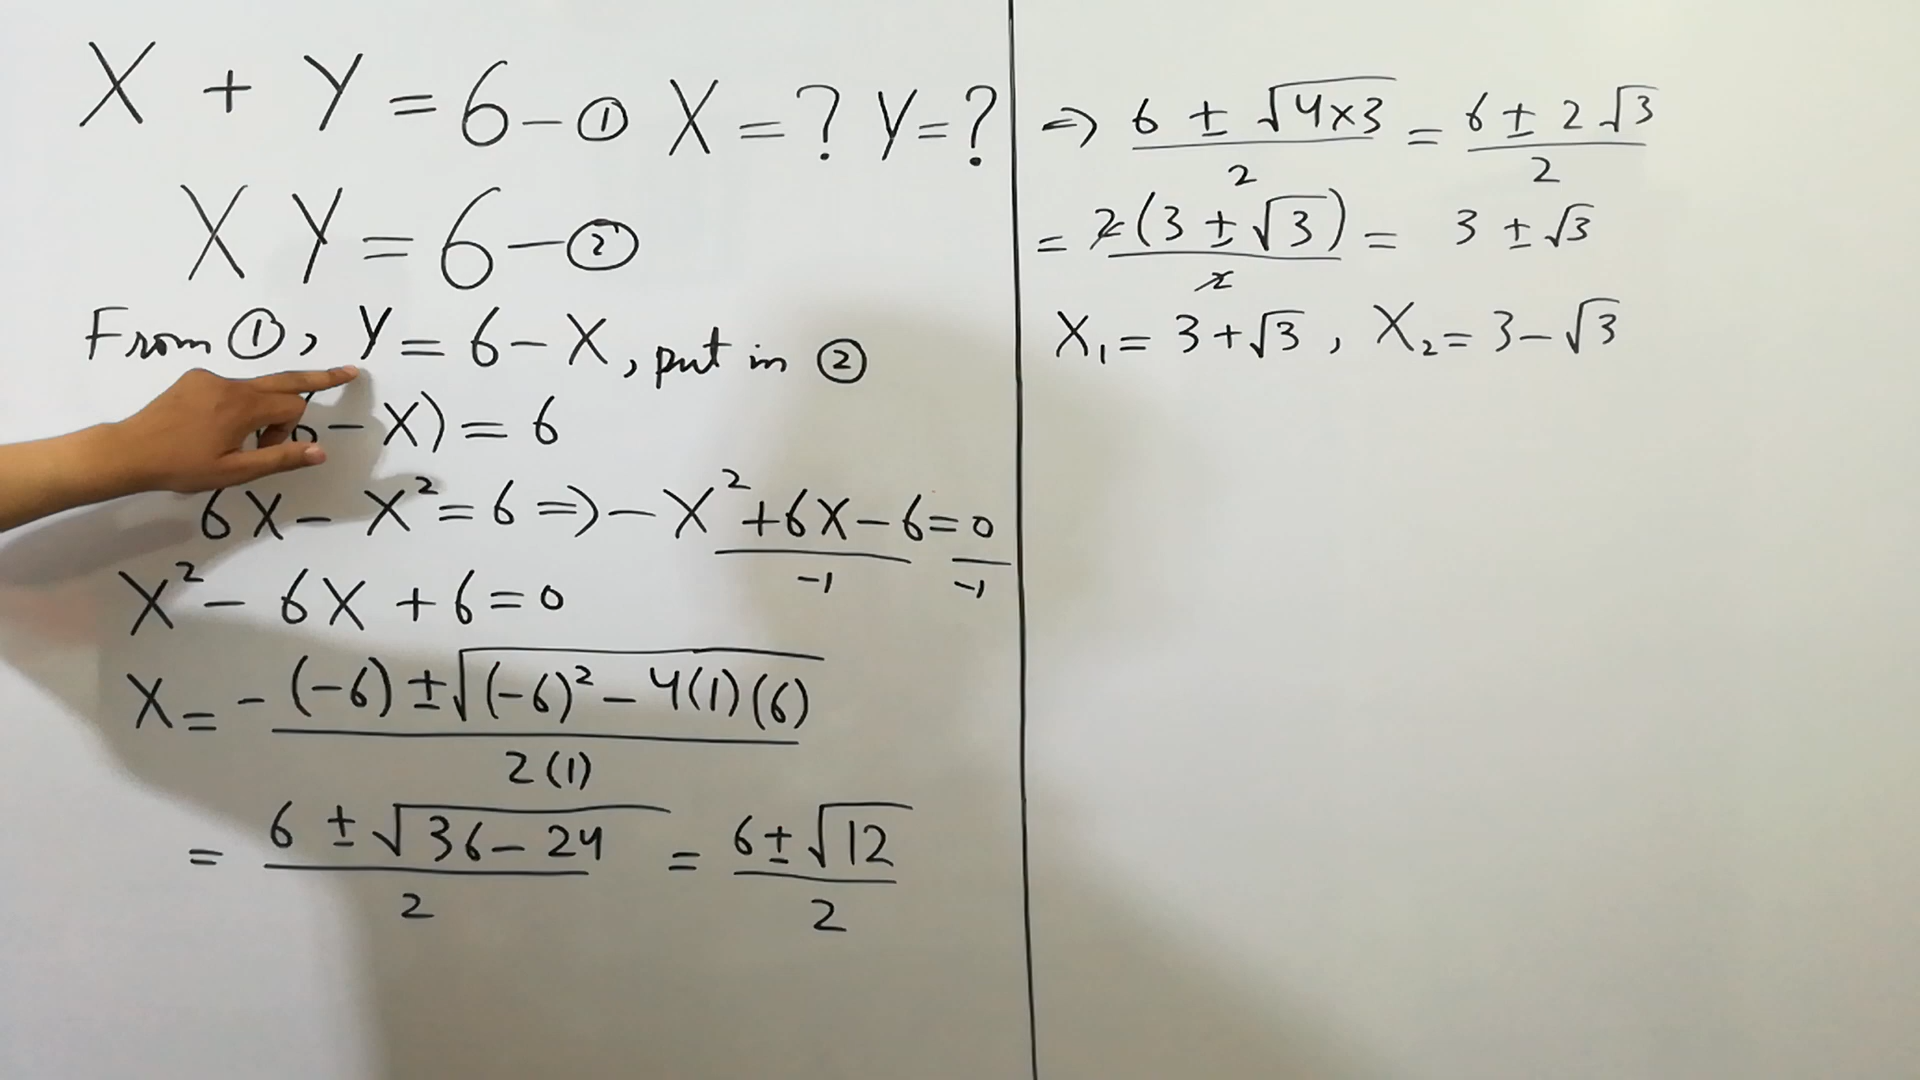 X + Y = 6 – ① X = ? Y = ?
X Y = 6 – ②
From ①, Y = 6 – X, put in ②
6 – X) = 6
6X – X² = 6 => – X² + 6X – 6 = 0
–1 –1
X² – 6X + 6 = 0
X = – (–6) ± √(–6)² – 4(1)(6)
2(1)
= 6 ± √36 – 24 = 6 ± √12
2 2
=> 6 ± √4×3 = 6 ± 2√3
2 2
= 2(3 ± √3) = 3 ± √3
2
X₁ = 3 + √3, X₂ = 3 – √3